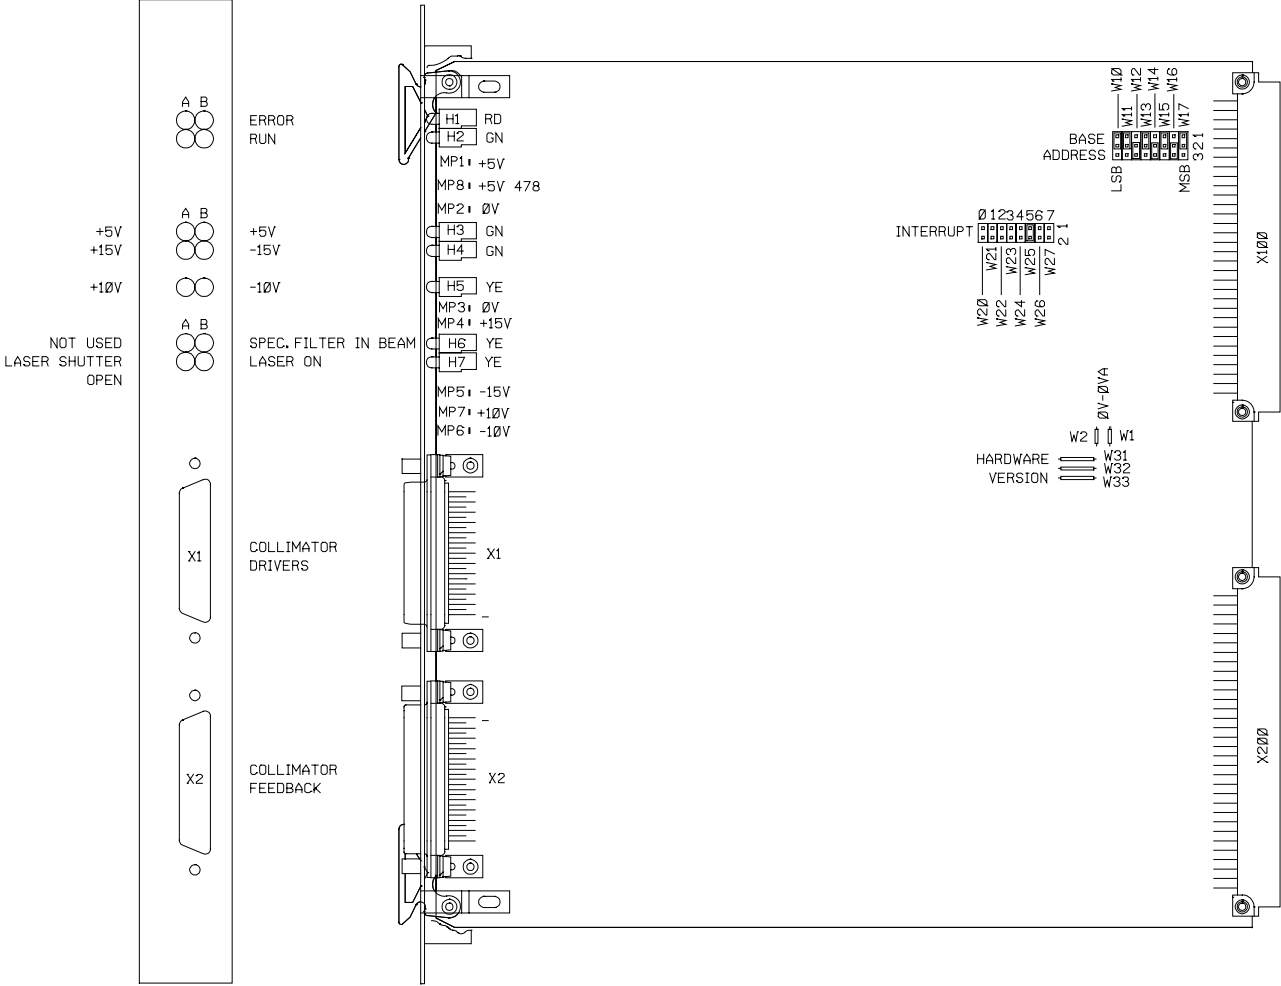 A B
ERROR
RUN
A B
+5V +5V
+15V -15V
+1ØV -1ØV
A B
NOT USED SPEC. FILTER IN BEAM
LASER SHUTTER LASER ON
OPEN
X1
COLLIMATOR
DRIVERS
X2
COLLIMATOR
FEEDBACK
H1 RD
H2 GN
MP1 +5V
MP8 +5V 478
MP2 ØV
H3 GN
H4 GN
H5 YE
MP3 ØV
MP4 +15V
H6 YE
H7 YE
MP5 -15V
MP7 +1ØV
MP6 -1ØV
X1
X2
W1Ø W12 W14 W16
W11 W13 W15 W17
BASE
ADDRESS
1
2
3
LSB MSB
Ø 1 2 3 4 5 6 7
INTERRUPT
1
2
W21 W23 W25 W27
W2Ø W22 W24 W26
ØV-ØVA
W2 W1
HARDWARE
VERSION
W31
W32
W33
X1ØØ
X2ØØ